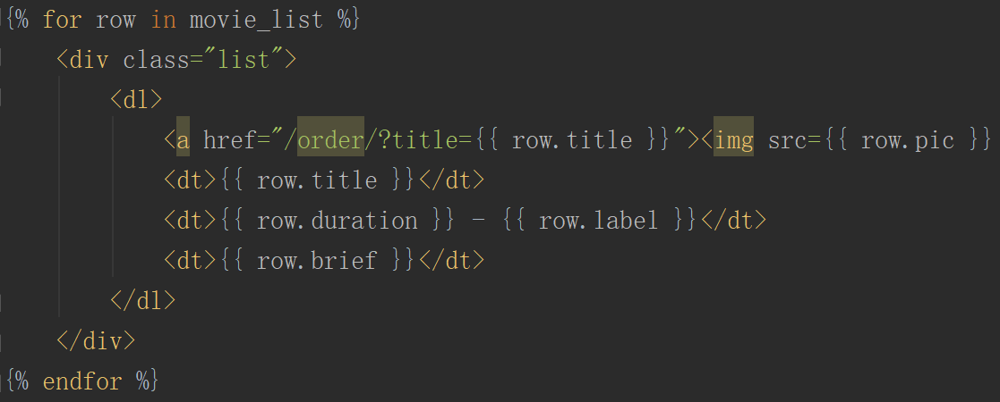 {% for row in movie_list %}
<div class="list">
<dl>
<a href="/order/?title={{ row.title }}"><img src={{ row.pic }}
<dt>{{ row.title }}</dt>
<dt>{{ row.duration }} - {{ row.label }}</dt>
<dt>{{ row.brief }}</dt>
</dl>
</div>
{% endfor %}